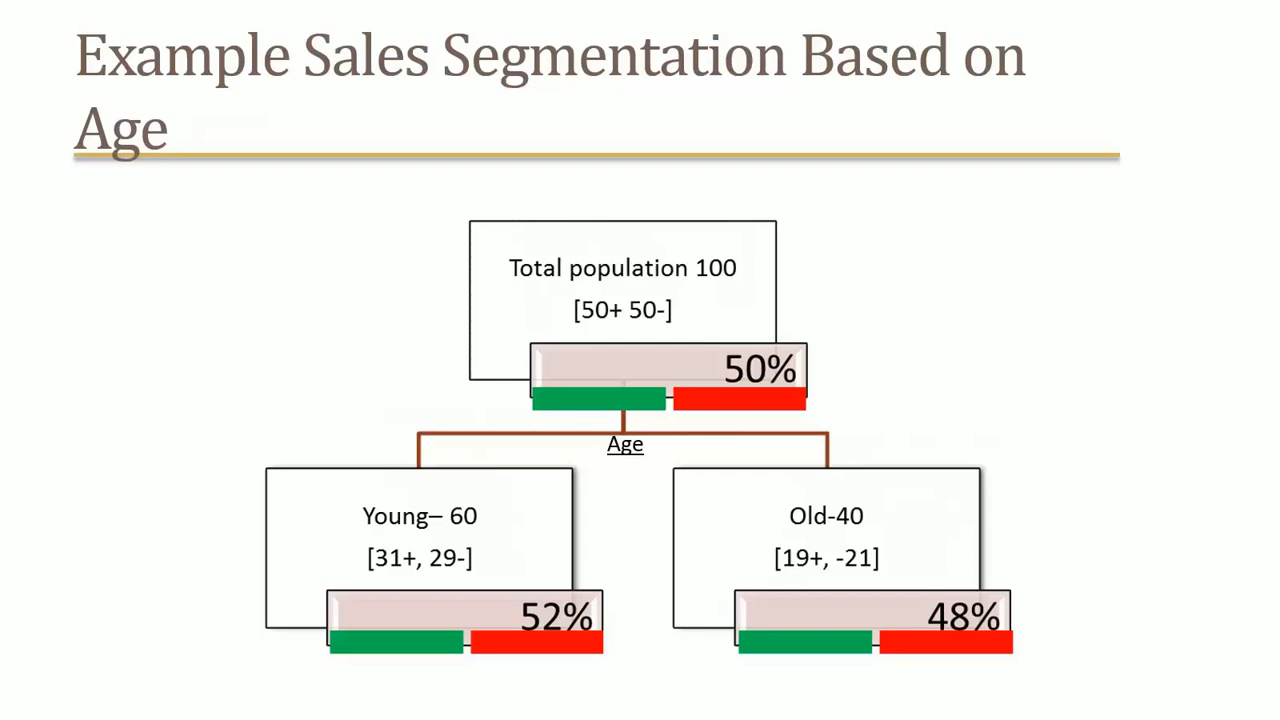 Example Sales Segmentation Based on
Age
Total population 100
[50+ 50-]
50%
Age
Young– 60
[31+, 29-]
52%
Old-40
[19+, -21]
48%